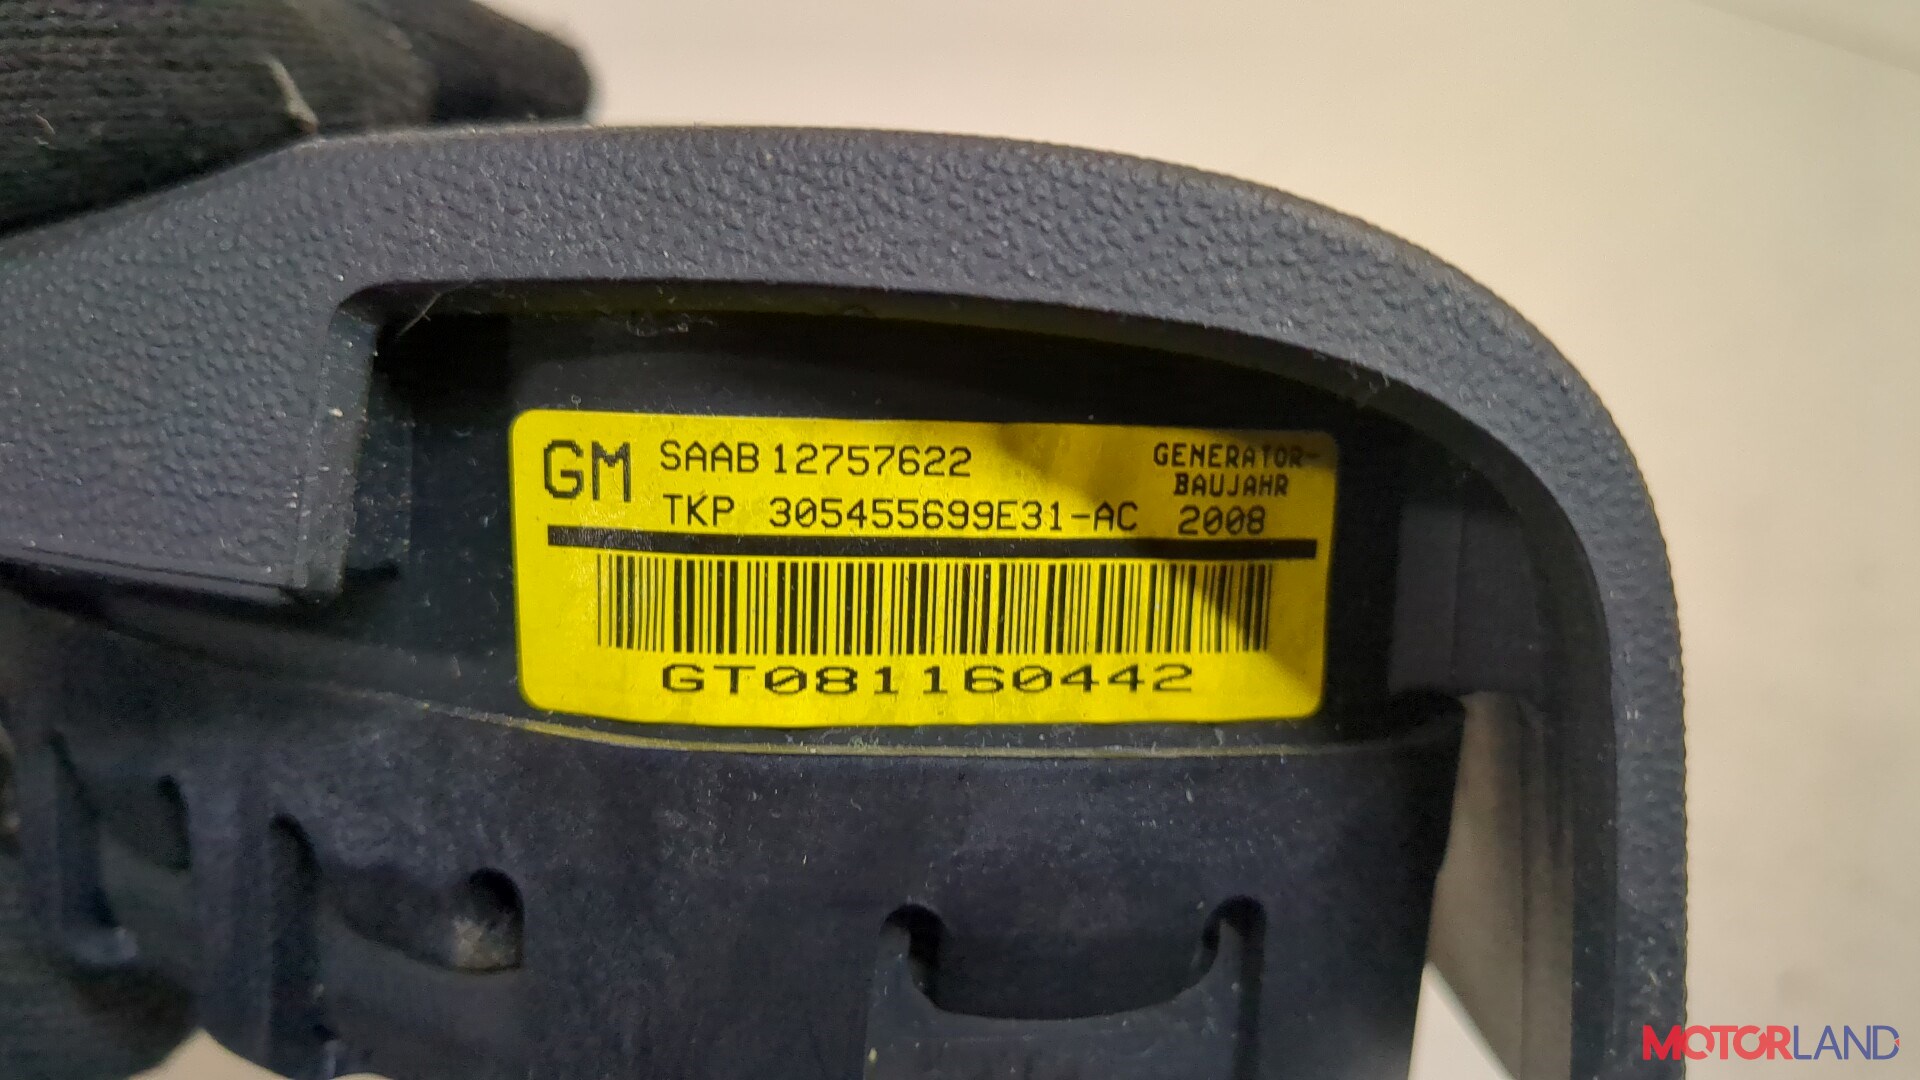 GM SAAB 12757622 GENERATOR-
BAUJAHR
TKP 305455699E31-AC 2008
GT081160442
MOTORLAND